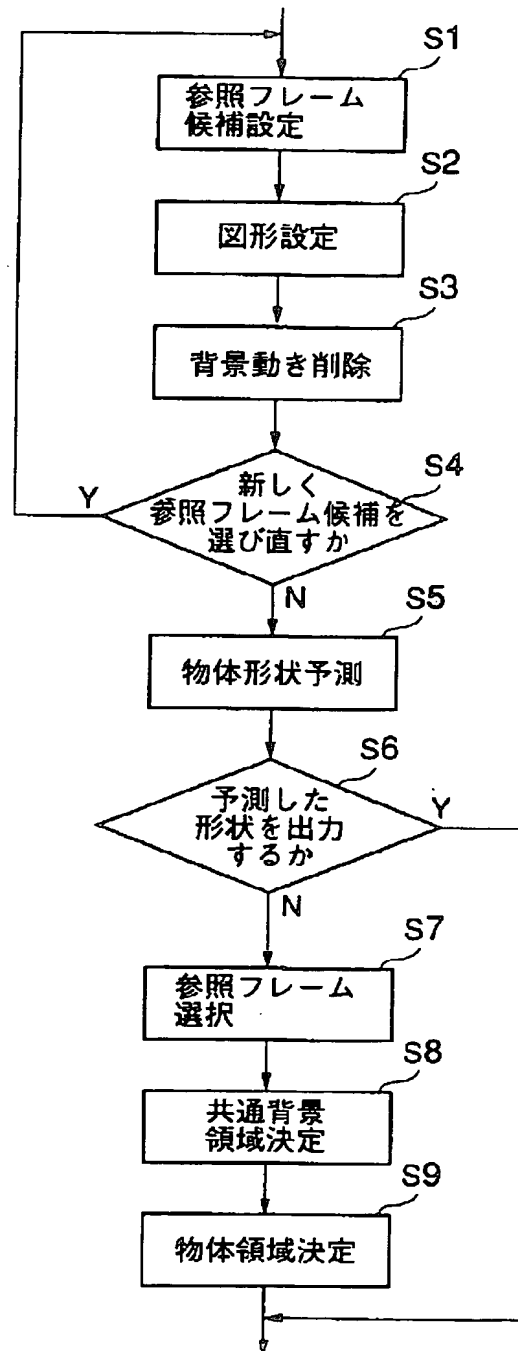 S1
参照フレーム
候補設定
S2
図形設定
S3
背景動き削除
S4
新しく
参照フレーム候補を
選び直すか
Y
N
S5
物体形状予測
S6
予測した
形状を出力
するか
Y
N
S7
参照フレーム
選択
S8
共通背景
領域決定
S9
物体領域決定